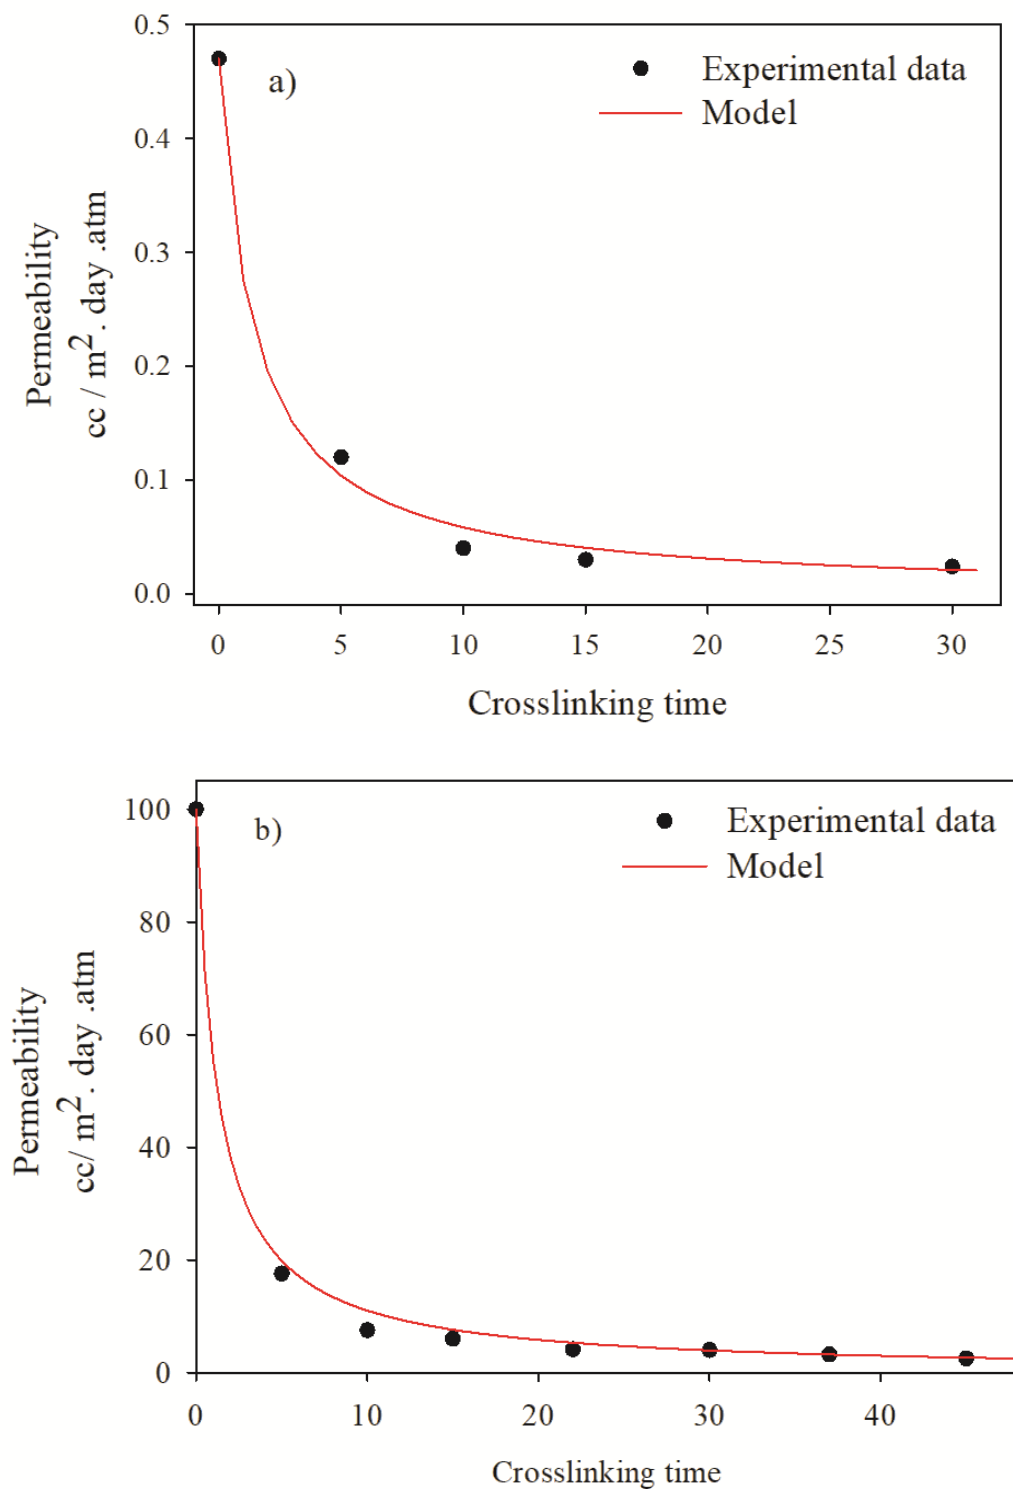 0.5
a)
Experimental data
Model
0.4
0.3
0.2
0.1
0.0
Permeability
cc / m². day .atm
0 5 10 15 20 25 30
Crosslinking time
100
b)
Experimental data
Model
80
60
40
20
0
Permeability
cc/ m². day .atm
0 10 20 30 40
Crosslinking time